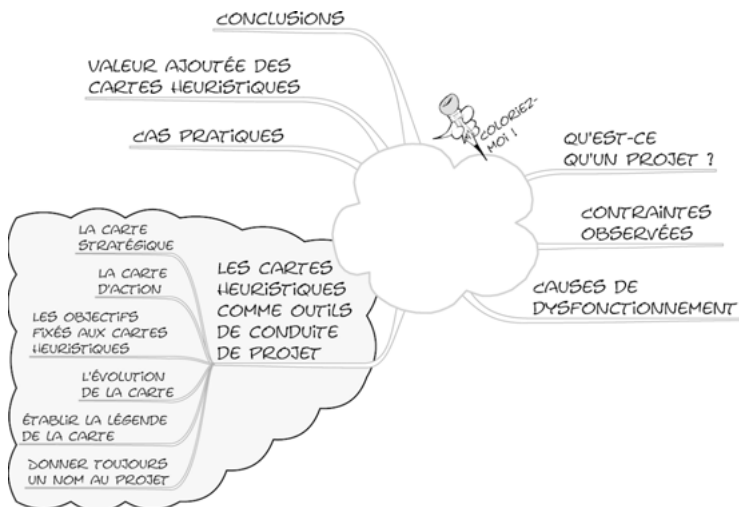 CONCLUSIONS
VALEUR AJOUTÉE DES
CARTES HEURISTIQUES
CAS PRATIQUES
COLORIEZ-
MOI !
QU'EST-CE
QU'UN PROJET ?
CONTRAINTES
OBSERVÉES
CAUSES DE
DYSFONCTIONNEMENT
LES CARTES
HEURISTIQUES
COMME OUTILS
DE CONDUITE
DE PROJET
LA CARTE
STRATÉGIQUE
LA CARTE
D'ACTION
LES OBJECTIFS
FIXÉS AUX CARTES
HEURISTIQUES
L'ÉVOLUTION
DE LA CARTE
ÉTABLIR LA LÉGENDE
DE LA CARTE
DONNER TOUJOURS
UN NOM AU PROJET